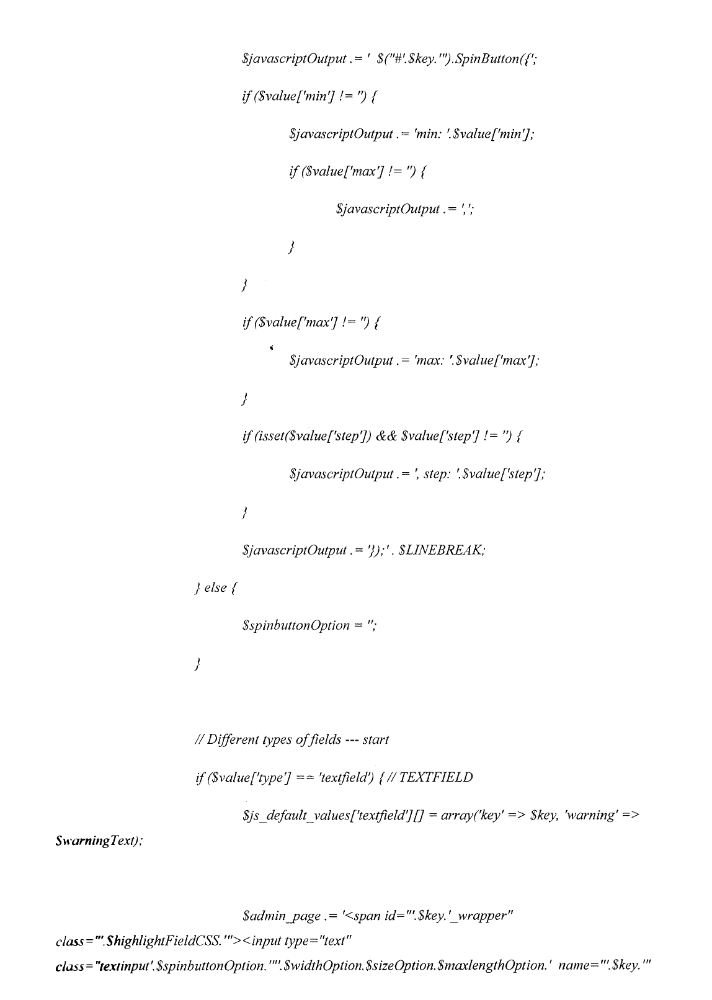 $javascriptOutput .= '  $("#'.$key.'").SpinButton({';
if ($value['min'] != '') {
$javascriptOutput .= 'min: '.$value['min'];
if ($value['max'] != '') {
$javascriptOutput .= ',';
}
}
if ($value['max'] != '') {
$javascriptOutput .= 'max: '.$value['max'];
}
if (isset($value['step']) && $value['step'] != '') {
$javascriptOutput .= ', step: '.$value['step'];
}
$javascriptOutput .= '});' . $LINEBREAK;
} else {
$spinbuttonOption = '';
}
// Different types of fields --- start
if ($value['type'] == 'textfield') { // TEXTFIELD
$js_default_values['textfield'][] = array('key' => $key, 'warning' =>
$warningText);
$admin_page .= '<span id="'.$key.'_wrapper"
class="'.$highlightFieldCSS.'"><input type="text"
class="textinput'.$spinbuttonOption.'"'.$widthOption.$sizeOption.$maxlengthOption.'  name="'.$key.'"